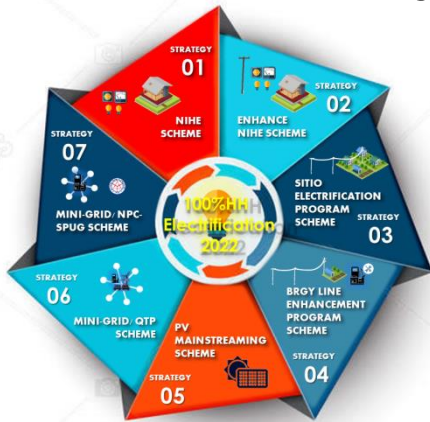 STRATEGY
01
NIHE
SCHEME
STRATEGY
02
ENHANCE
NIHE SCHEME
SITIO
ELECTRIFICATION
PROGRAM
SCHEME
STRATEGY
03
BRGY LINE
ENHANCEMENT
PROGRAM
SCHEME
STRATEGY
04
PV
MAINSTREAMING
SCHEME
STRATEGY
05
STRATEGY
06
MINI-GRID/QTP
SCHEME
STRATEGY
07
MINI-GRID/NPC-
SPUG SCHEME
100%HH
Electrification
2022